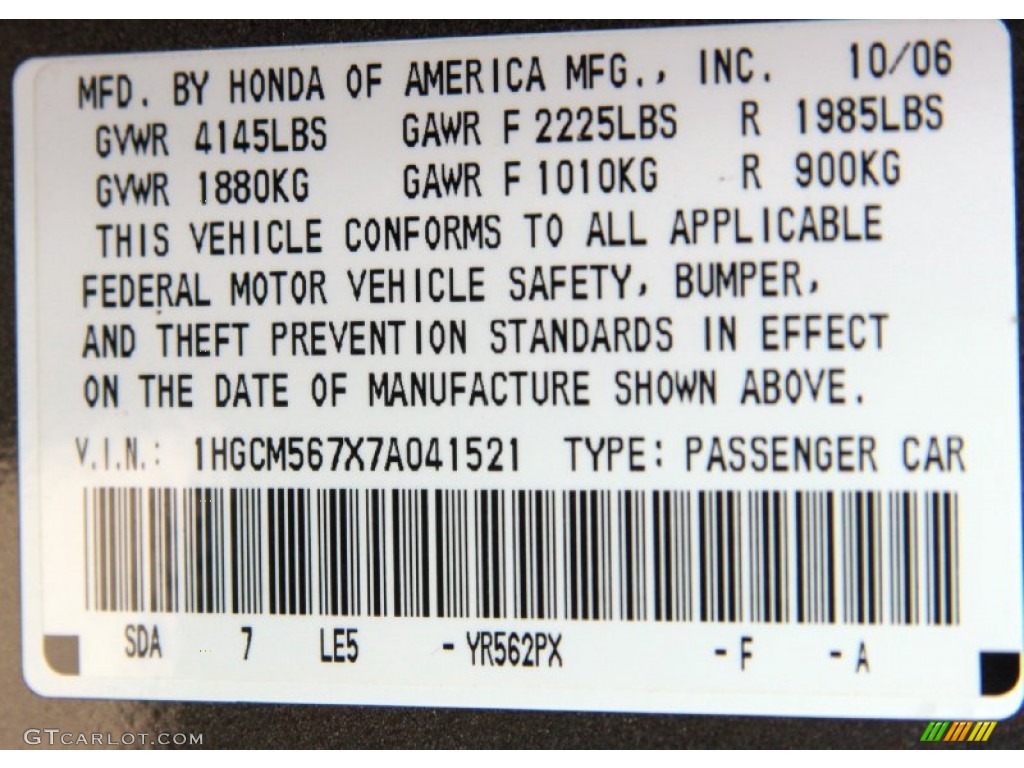 MFD. BY HONDA OF AMERICA MFG., INC. 10/06
GVWR 4145LBS GAWR F 2225LBS R 1985LBS
GVWR 1880KG GAWR F 1010KG R 900KG
THIS VEHICLE CONFORMS TO ALL APPLICABLE
FEDERAL MOTOR VEHICLE SAFETY, BUMPER,
AND THEFT PREVENTION STANDARDS IN EFFECT
ON THE DATE OF MANUFACTURE SHOWN ABOVE.
V.I.N.: 1HGCM567X7A041521 TYPE: PASSENGER CAR
SDA 7 LE5 - YR562PX - F - A
GTCARLOT.COM